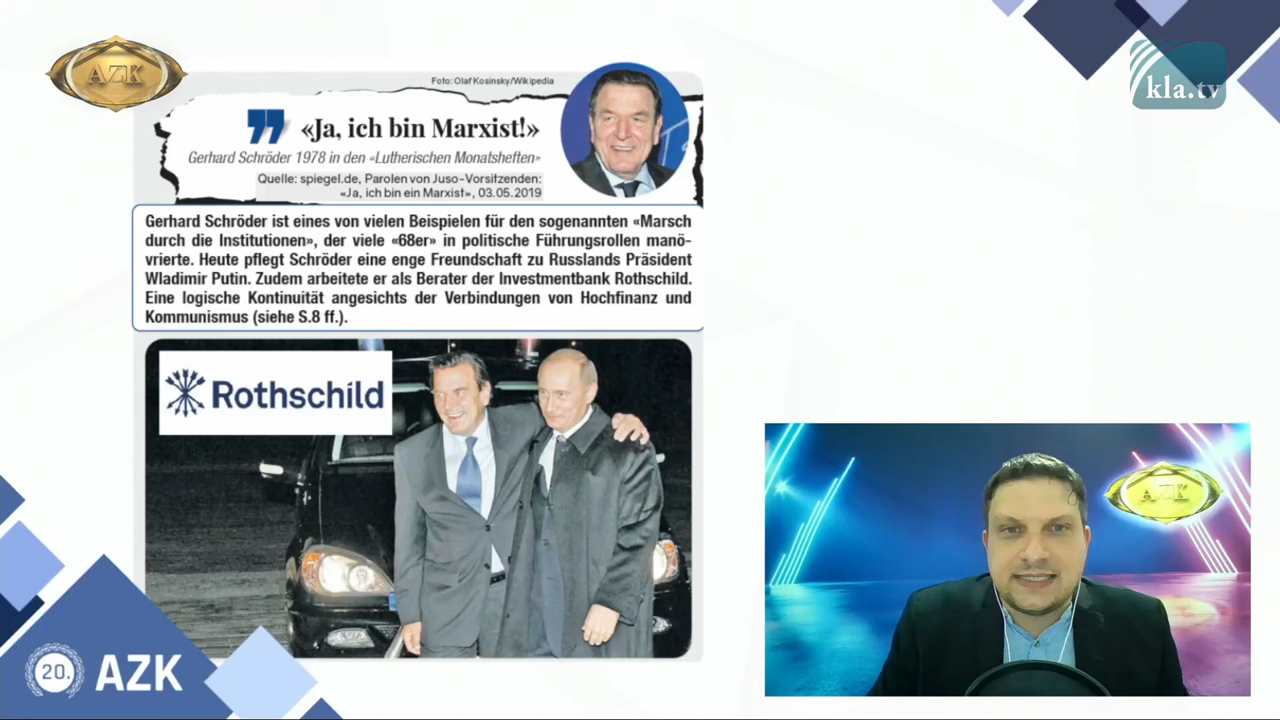 AZK
kla.tv
Foto: Olaf Kosinsky/Wikipedia
«Ja, ich bin Marxist!»
Gerhard Schröder 1978 in den «Lutherischen Monatsheften»
Quelle: spiegel.de, Parolen von Juso-Vorsitzenden:
«Ja, ich bin ein Marxist», 03.05.2019
Gerhard Schröder ist eines von vielen Beispielen für den sogenannten «Marsch
durch die Institutionen», der viele «68er» in politische Führungsrollen manö-
vrierte. Heute pflegt Schröder eine enge Freundschaft zu Russlands Präsident
Wladimir Putin. Zudem arbeitete er als Berater der Investmentbank Rothschild.
Eine logische Kontinuität angesichts der Verbindungen von Hochfinanz und
Kommunismus (siehe S.8 ff.).
Rothschild
AZK
20. AZK